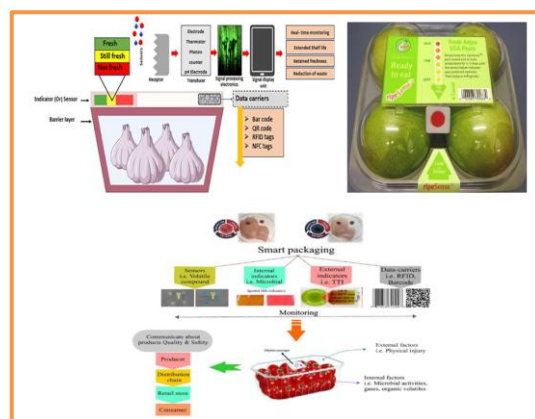 Fresh
Still fresh
Not fresh
Electrode
Thermistor
Photon
counter
pH Electrode
Transducer
Receptor
Signal processing
electronics
Signal display
unit
Real-time monitoring
Extended Shelf life
Retained freshness
Reduction of waste
Indicator (Or) Sensor
Barrier layer
Data carriers
Bar code
QR code
RFID tags
NFC tags
Ready
to eat
ripeSense
Smart packaging
Sensors
i.e. Volatile
compound
Internal
indicators
i.e. Microbial
External
indicators
i.e. TTI
Data-carriers
i.e. RFID,
Barcode
Monitoring
Communicate about
products Quality & Safety
Producer
Distribution
chain
Retail store
Consumer
External factors
i.e. Physical injury
Internal factors
i.e. Microbial activities,
gases, organic volatiles